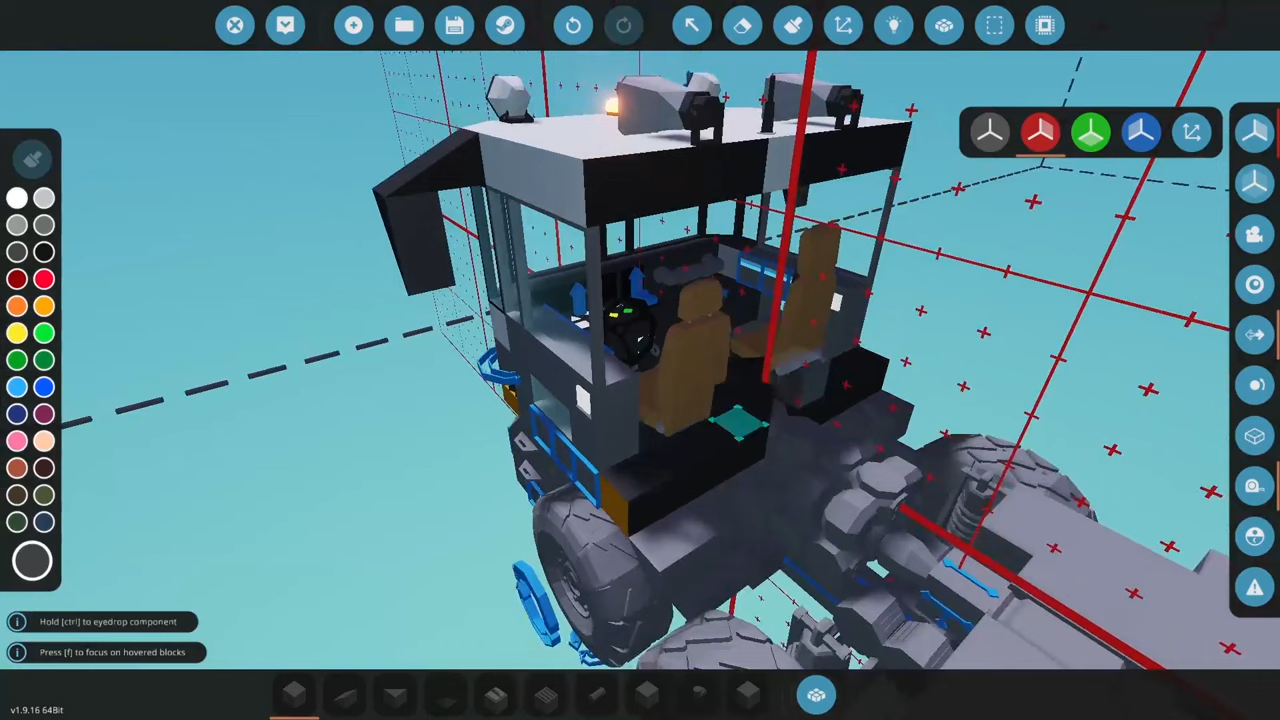 Hold [ctrl] to eyedrop component
Press [f] to focus on hovered blocks
v1.9.16 64Bit